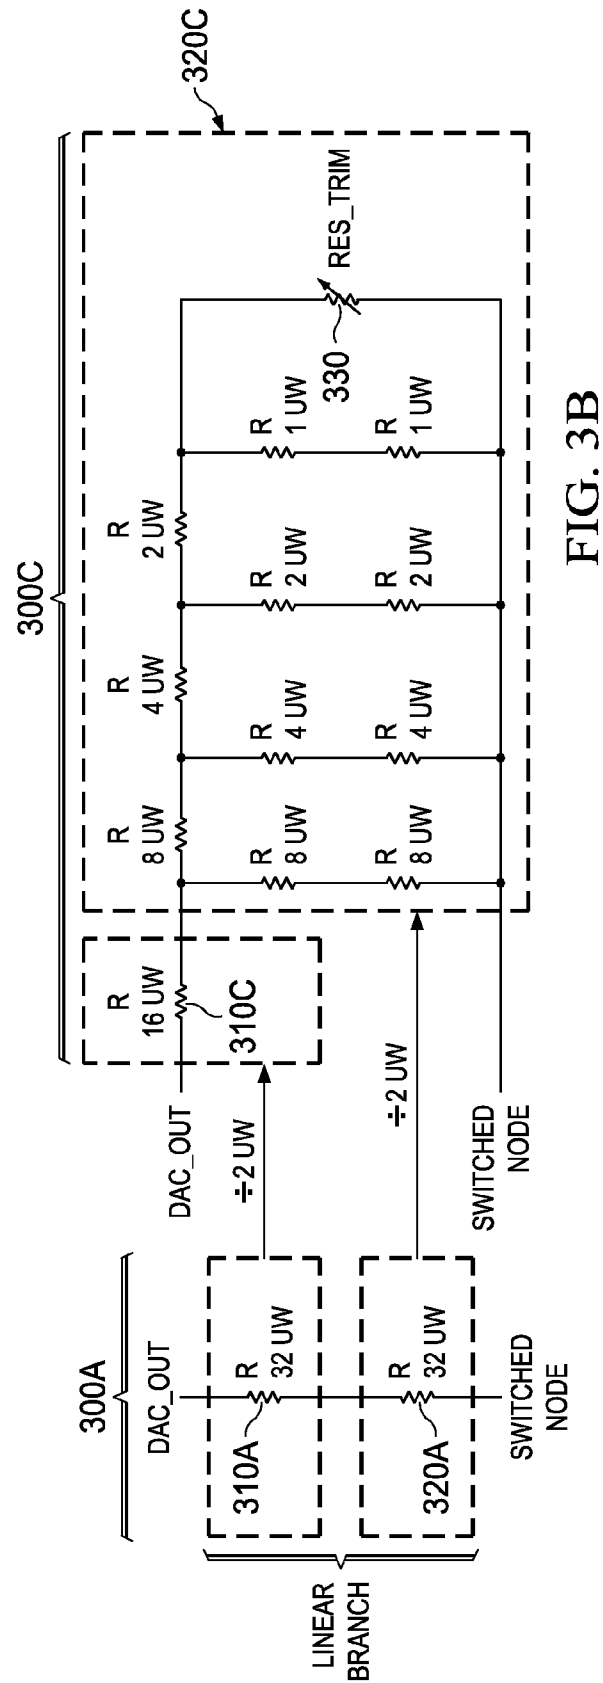 300A
DAC_OUT
310A
R
32 UW
320A
R
32 UW
SWITCHED
NODE
LINEAR
BRANCH
÷2 UW
÷2 UW
300C
DAC_OUT
R
16 UW
310C
320C
R
8 UW
R
4 UW
R
2 UW
R
8 UW
R
4 UW
R
2 UW
R
1 UW
R
8 UW
R
4 UW
R
2 UW
R
1 UW
330
RES_TRIM
SWITCHED
NODE
FIG. 3B